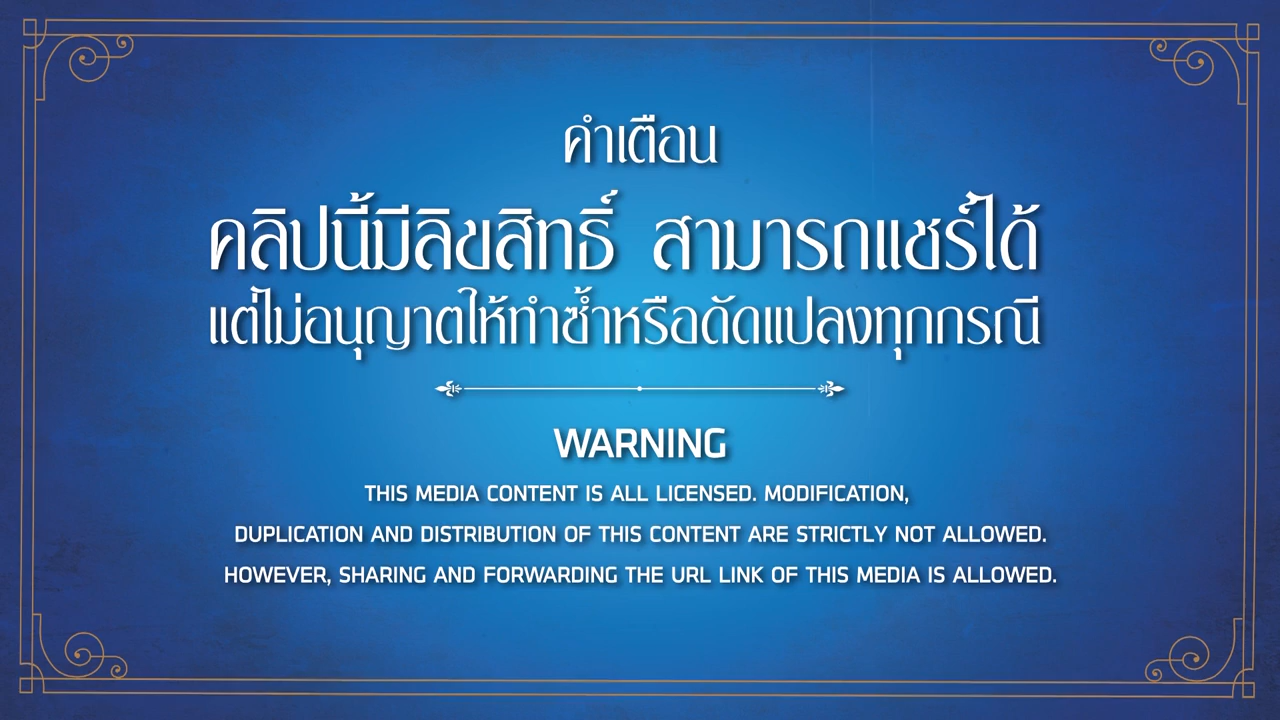 คำเตือน
คลิปนี้มีลิขสิทธิ์ สามารถแชร์ได้
แต่ไม่อนุญาตให้ทำซ้ำหรือดัดแปลงทุกกรณี
WARNING
THIS MEDIA CONTENT IS ALL LICENSED. MODIFICATION,
DUPLICATION AND DISTRIBUTION OF THIS CONTENT ARE STRICTLY NOT ALLOWED.
HOWEVER, SHARING AND FORWARDING THE URL LINK OF THIS MEDIA IS ALLOWED.